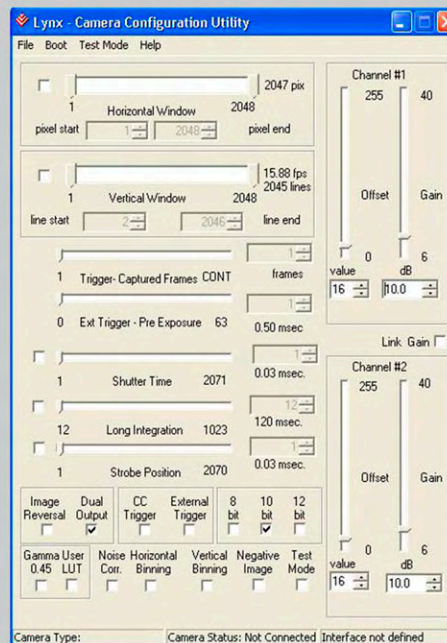 Lynx - Camera Configuration Utility
File Boot Test Mode Help
2047 pix
1 Horizontal Window 2048
pixel start 1 2048 pixel end
15.88 fps
2045 lines
1 Vertical Window 2048
line start 2 2046 line end
1
1 Trigger- Captured Frames CONT frames
1
0 Ext Trigger - Pre Exposure 63 0.50 msec
1
1 Shutter Time 2071 0.03 msec.
12
12 Long Integration 1023 120 msec.
1
1 Strobe Position 2070 0.03 msec.
Image Reversal
Dual Output
CC Trigger
External Trigger
8 bit
10 bit
12 bit
Gamma 0.45
User LUT
Noise Corr.
Horizontal Binning
Vertical Binning
Negative Image
Test Mode
Channel #1
255 40
Offset Gain
0 6
value dB
16 10.0
Link Gain
Channel #2
255 40
Offset Gain
0 6
value dB
16 10.0
Camera Type: Camera Status: Not Connected Interface not defined